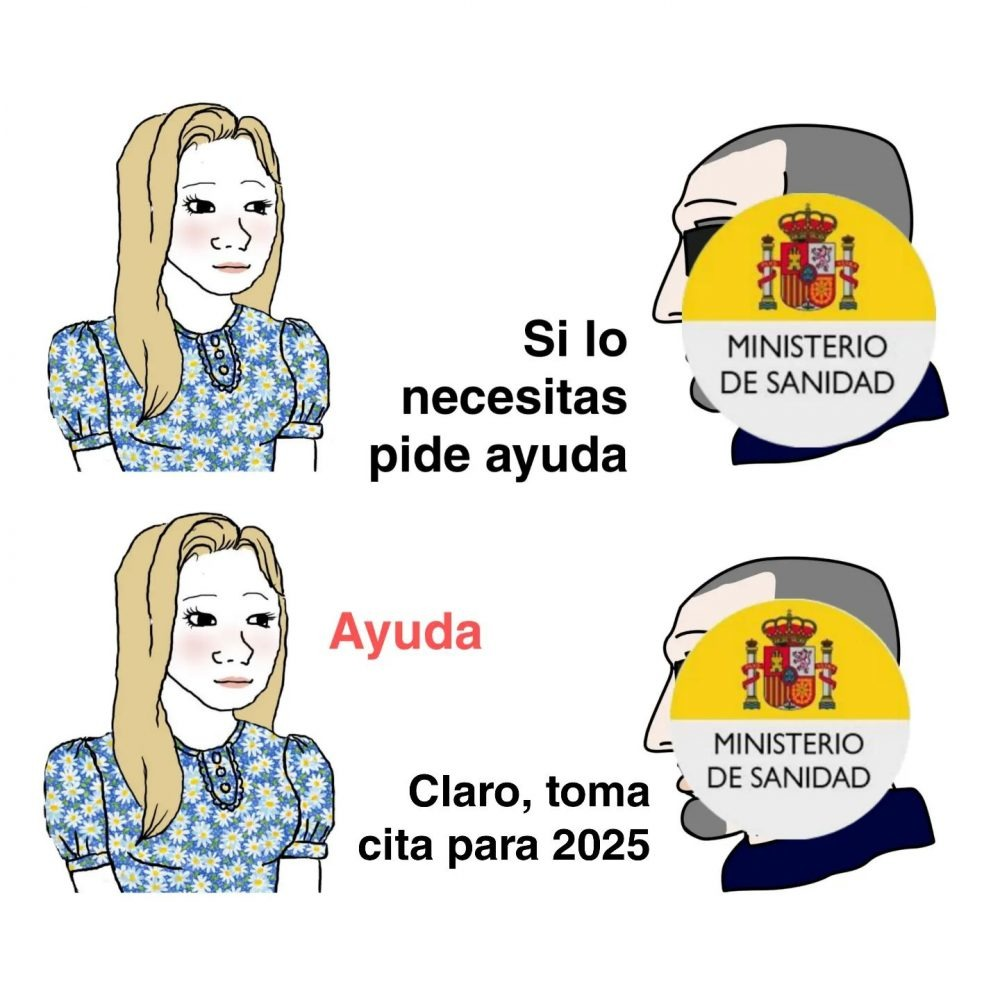 Si lo
necesitas
pide ayuda
MINISTERIO
DE SANIDAD
Ayuda
Claro, toma
cita para 2025
MINISTERIO
DE SANIDAD